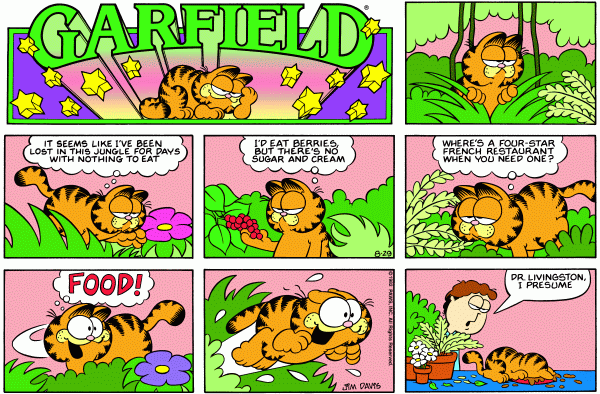 GARFIELD
IT SEEMS LIKE I'VE BEEN
LOST IN THIS JUNGLE FOR DAYS
WITH NOTHING TO EAT
I'D EAT BERRIES,
BUT THERE'S NO
SUGAR AND CREAM
8-29
WHERE'S A FOUR-STAR
FRENCH RESTAURANT
WHEN YOU NEED ONE?
FOOD!
JIM DAVIS
DR. LIVINGSTON,
I PRESUME